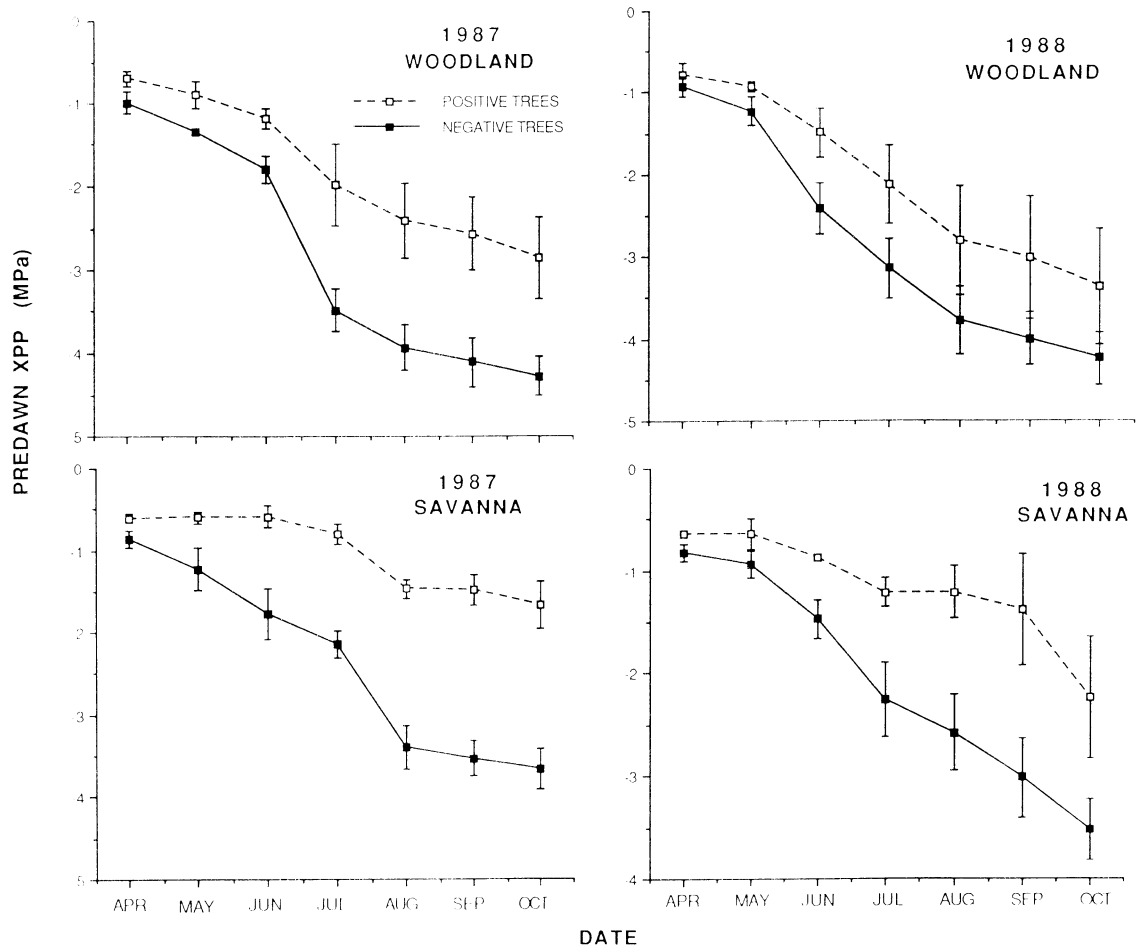 1987
WOODLAND
POSITIVE TREES
NEGATIVE TREES
0
-1
-2
-3
4
5
1988
WOODLAND
0
-1
-2
-3
-4
-5
PREDAWN XPP (MPa)
1987
SAVANNA
0
-1
2
3
4
5
APR MAY JUN JUL AUG SEP OCT
1988
SAVANNA
0
-1
-2
-3
-4
APR MAY JUN JUL AUG SEP OCT
DATE